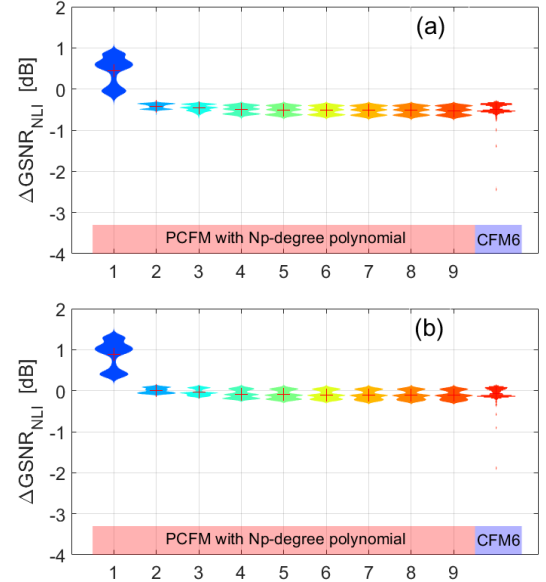 (a)
2
1
0
-1
-2
-3
-4
ΔGSNR_NLI [dB]
PCFM with Np-degree polynomial
CFM6
1 2 3 4 5 6 7 8 9
(b)
2
1
0
-1
-2
-3
-4
ΔGSNR_NLI [dB]
PCFM with Np-degree polynomial
CFM6
1 2 3 4 5 6 7 8 9